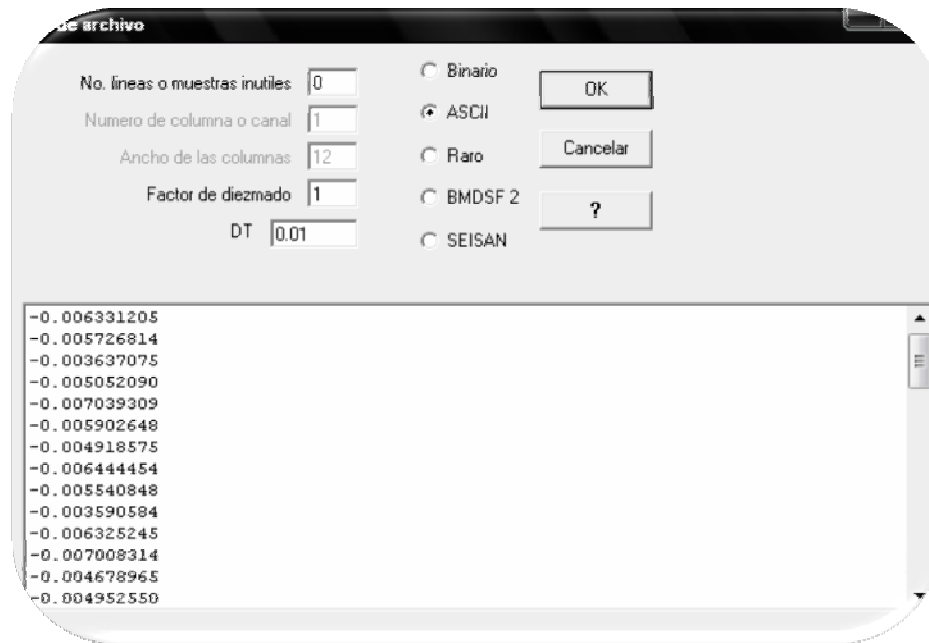 de archivo
No. lineas o muestras inutiles 0
Numero de columna o canal 1
Ancho de las columnas 12
Factor de diezmado 1
DT 0.01
Binario
ASCII
Raro
BMDSF 2
SEISAN
OK
Cancelar
?
-0.006331205
-0.005726814
-0.003637075
-0.005052090
-0.007039309
-0.005902648
-0.004918575
-0.006444454
-0.005540848
-0.003590584
-0.006325245
-0.007008314
-0.004678965
-0.004952550